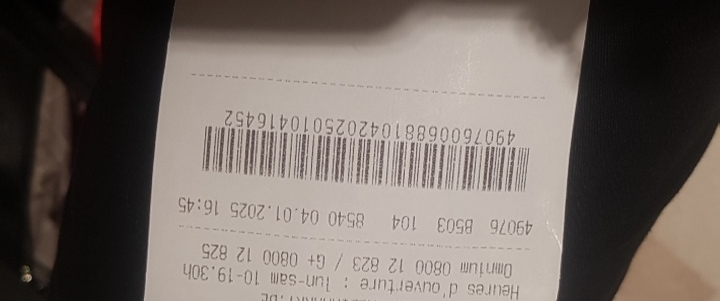 Heures d'ouverture : lun-sam 10-19.30h
Omnium 0800 12 823 / G+ 0800 12 825
49076 8503 104 8540 04.01.2025 16:45
49076006881042025010416452